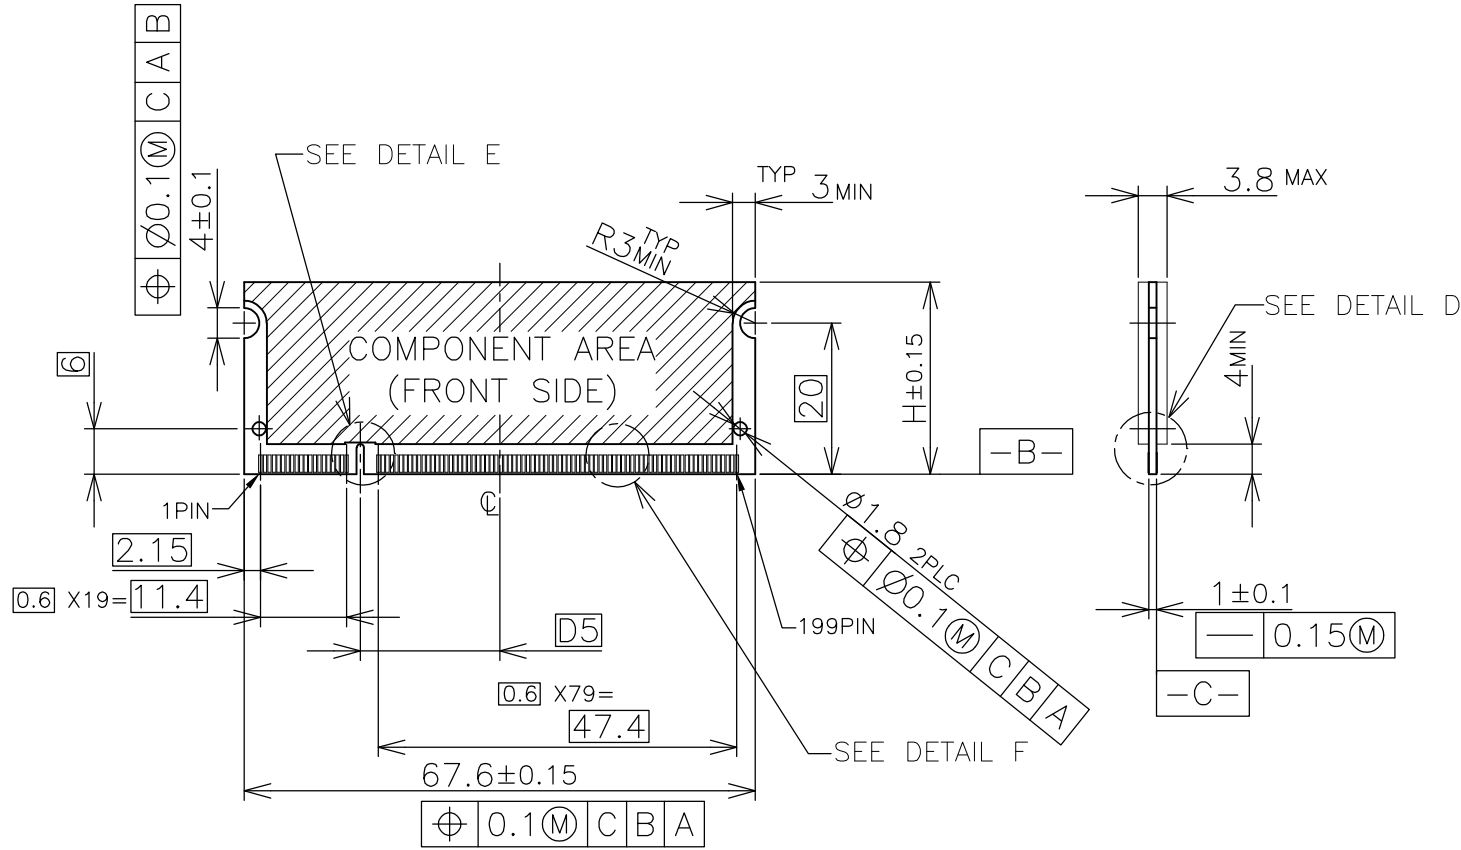 ⌖ Ø0.1Ⓜ C A B
4±0.1
SEE DETAIL E
TYP 3 MIN
3.8 MAX
R3 TYP MIN
SEE DETAIL D
COMPONENT AREA
(FRONT SIDE)
6
20
H±0.15
4 MIN
-B-
1PIN
℄
Ø1.8 2PLC
⌖ Ø0.1Ⓜ C B A
2.15
0.6 X19= 11.4
199PIN
D5
1±0.1
— 0.15Ⓜ
-C-
0.6 X79=
47.4
SEE DETAIL F
67.6±0.15
⌖ 0.1Ⓜ C B A